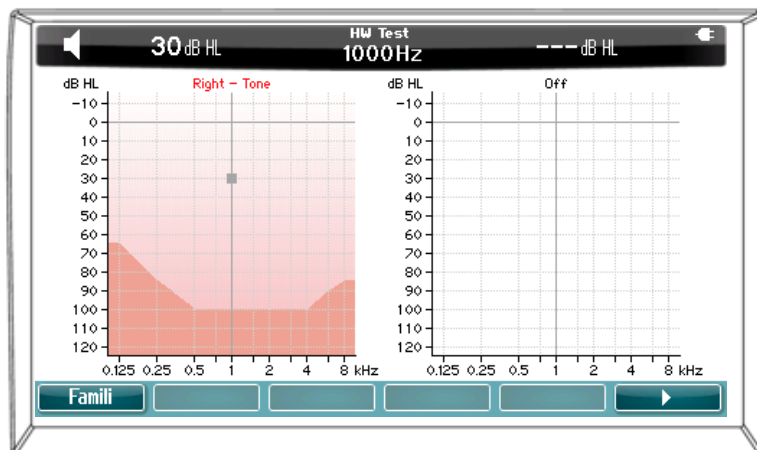 HW Test
30 dB HL 1000Hz --- dB HL
dB HL Right - Tone dB HL Off
-10 -10
0 0
10 10
20 20
30 30
40 40
50 50
60 60
70 70
80 80
90 90
100 100
110 110
120 120
0.125 0.25 0.5 1 2 4 8 kHz 0.125 0.25 0.5 1 2 4 8 kHz
Famili